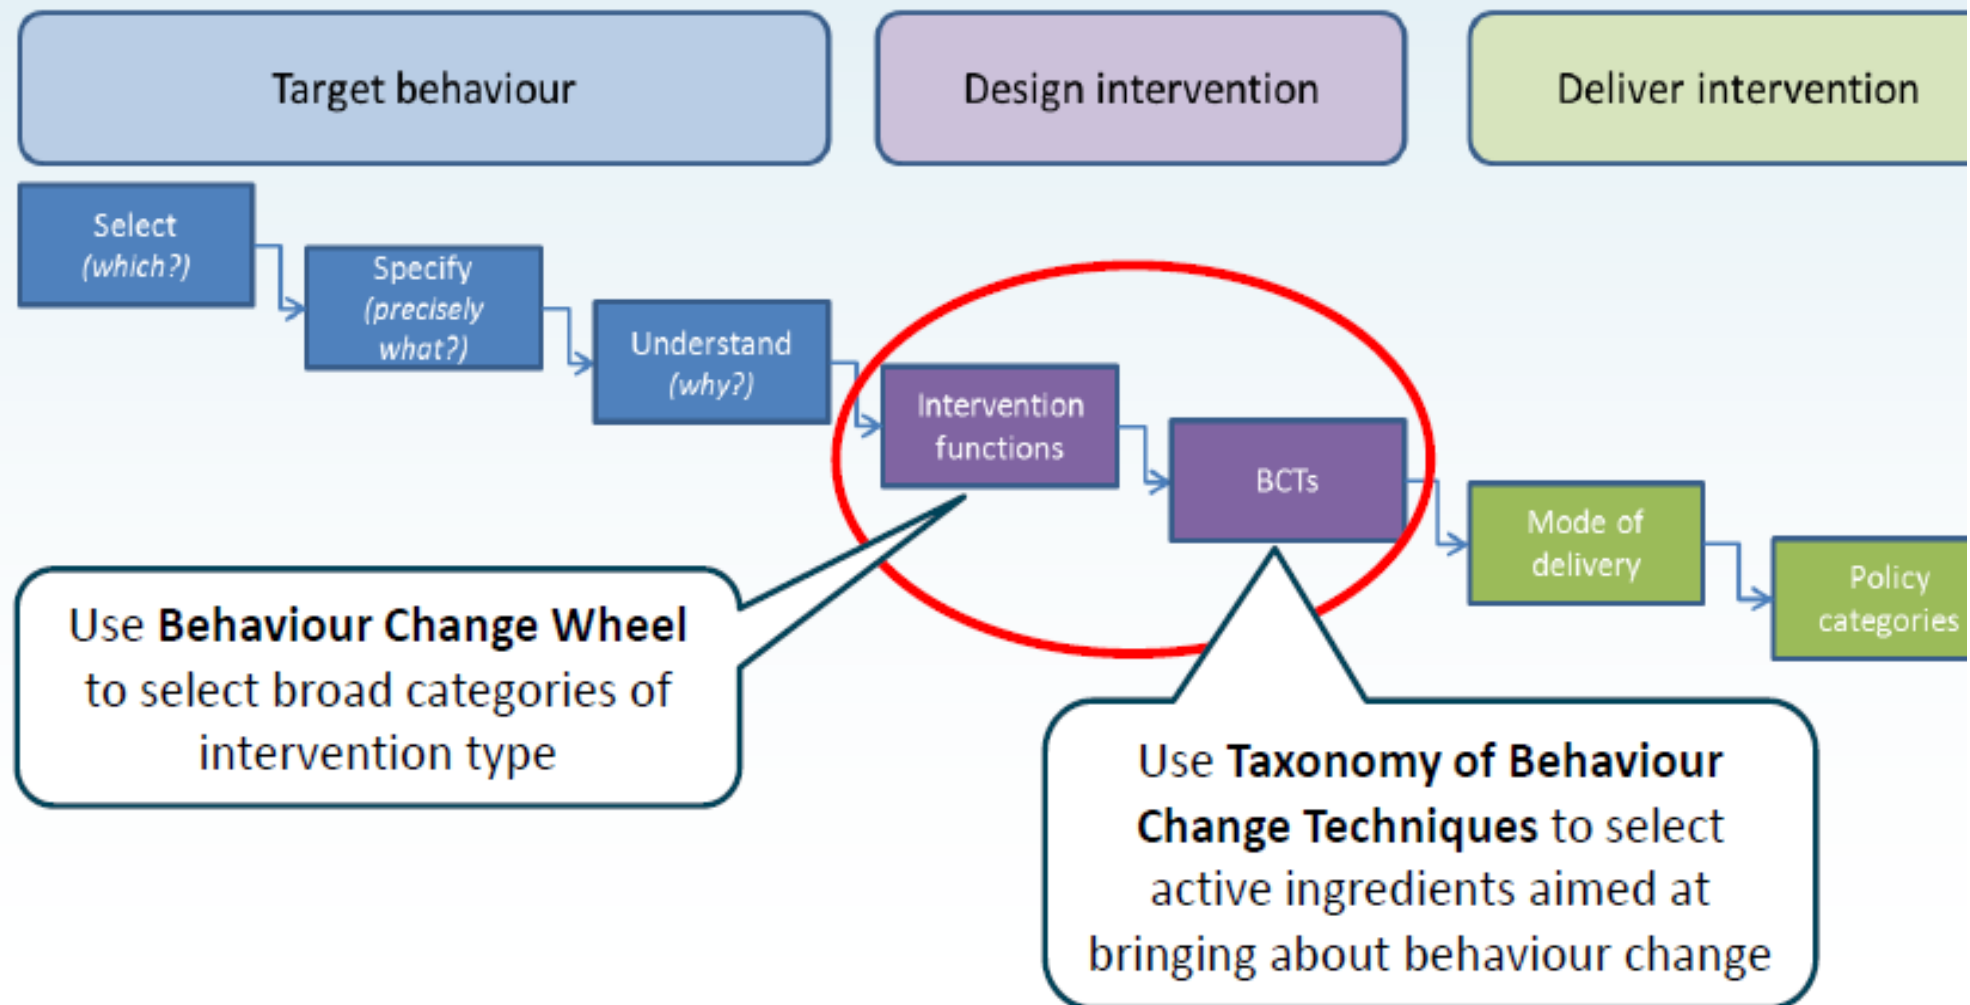 Target behaviour
Design intervention
Deliver intervention
Select
(which?)
Specify
(precisely
what?)
Understand
(why?)
Intervention
functions
BCTs
Mode of
delivery
Policy
categories
Use Behaviour Change Wheel
to select broad categories of
intervention type
Use Taxonomy of Behaviour
Change Techniques to select
active ingredients aimed at
bringing about behaviour change